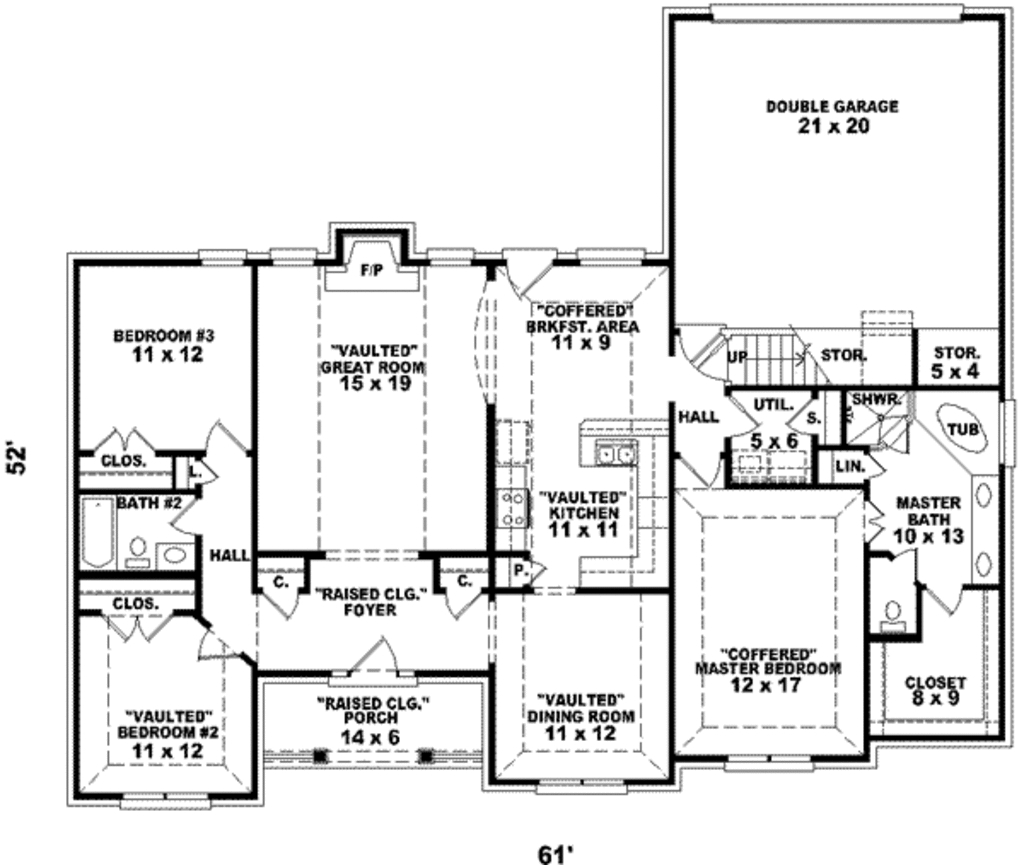 DOUBLE GARAGE
21 x 20
F/P
BEDROOM #3
11 x 12
"VAULTED"
GREAT ROOM
15 x 19
"COFFERED"
BRKFST. AREA
11 x 9
UP
STOR.
STOR.
5 x 4
HALL
UTIL.
5 x 6
S.
SHWR.
TUB
CLOS.
L.
LIN.
52'
BATH #2
HALL
"VAULTED"
KITCHEN
11 x 11
MASTER
BATH
10 x 13
C.
C.
P.
CLOS.
"RAISED CLG."
FOYER
"COFFERED"
MASTER BEDROOM
12 x 17
CLOSET
8 x 9
"VAULTED"
BEDROOM #2
11 x 12
"RAISED CLG."
PORCH
14 x 6
"VAULTED"
DINING ROOM
11 x 12
61'